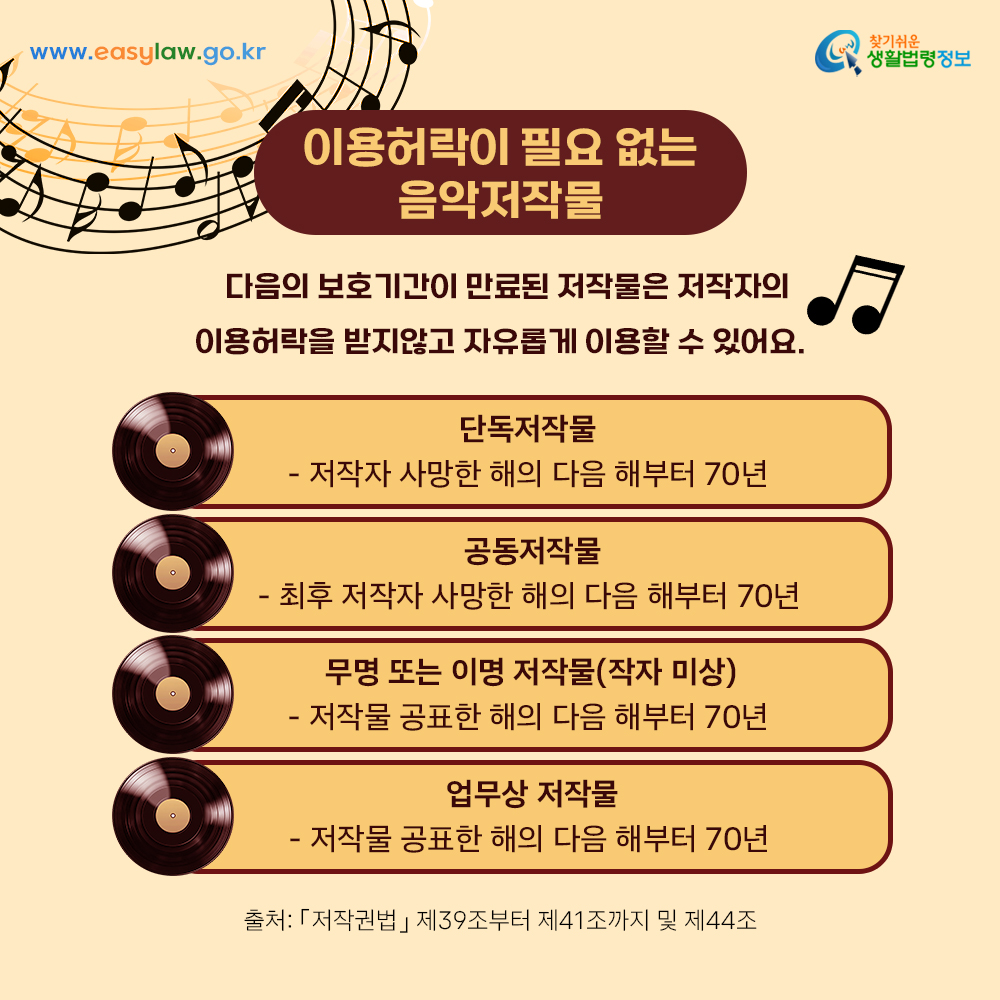 www.easylaw.go.kr
찾기쉬운
생활법령정보
이용허락이 필요 없는
음악저작물
다음의 보호기간이 만료된 저작물은 저작자의
이용허락을 받지않고 자유롭게 이용할 수 있어요.
단독저작물
- 저작자 사망한 해의 다음 해부터 70년
공동저작물
- 최후 저작자 사망한 해의 다음 해부터 70년
무명 또는 이명 저작물(작자 미상)
- 저작물 공표한 해의 다음 해부터 70년
업무상 저작물
- 저작물 공표한 해의 다음 해부터 70년
출처: 「저작권법」 제39조부터 제41조까지 및 제44조